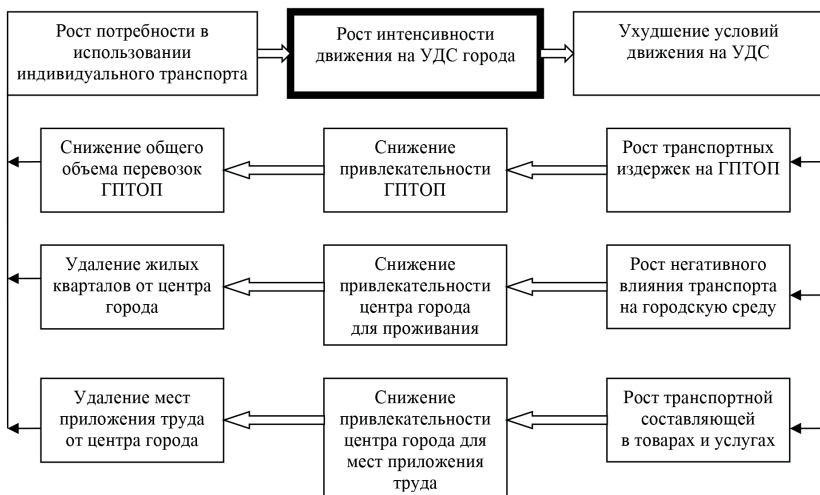 Рост потребности в
использовании
индивидуального транспорта
Рост интенсивности
движения на УДС города
Ухудшение условий
движения на УДС
Снижение общего
объема перевозок
ГПТОП
Снижение
привлекательности
ГПТОП
Рост транспортных
издержек на ГПТОП
Удаление жилых
кварталов от центра
города
Снижение
привлекательности
центра города
для проживания
Рост негативного
влияния транспорта
на городскую среду
Удаление мест
приложения труда
от центра города
Снижение
привлекательности
центра города для
мест приложения
труда
Рост транспортной
составляющей
в товарах и услугах